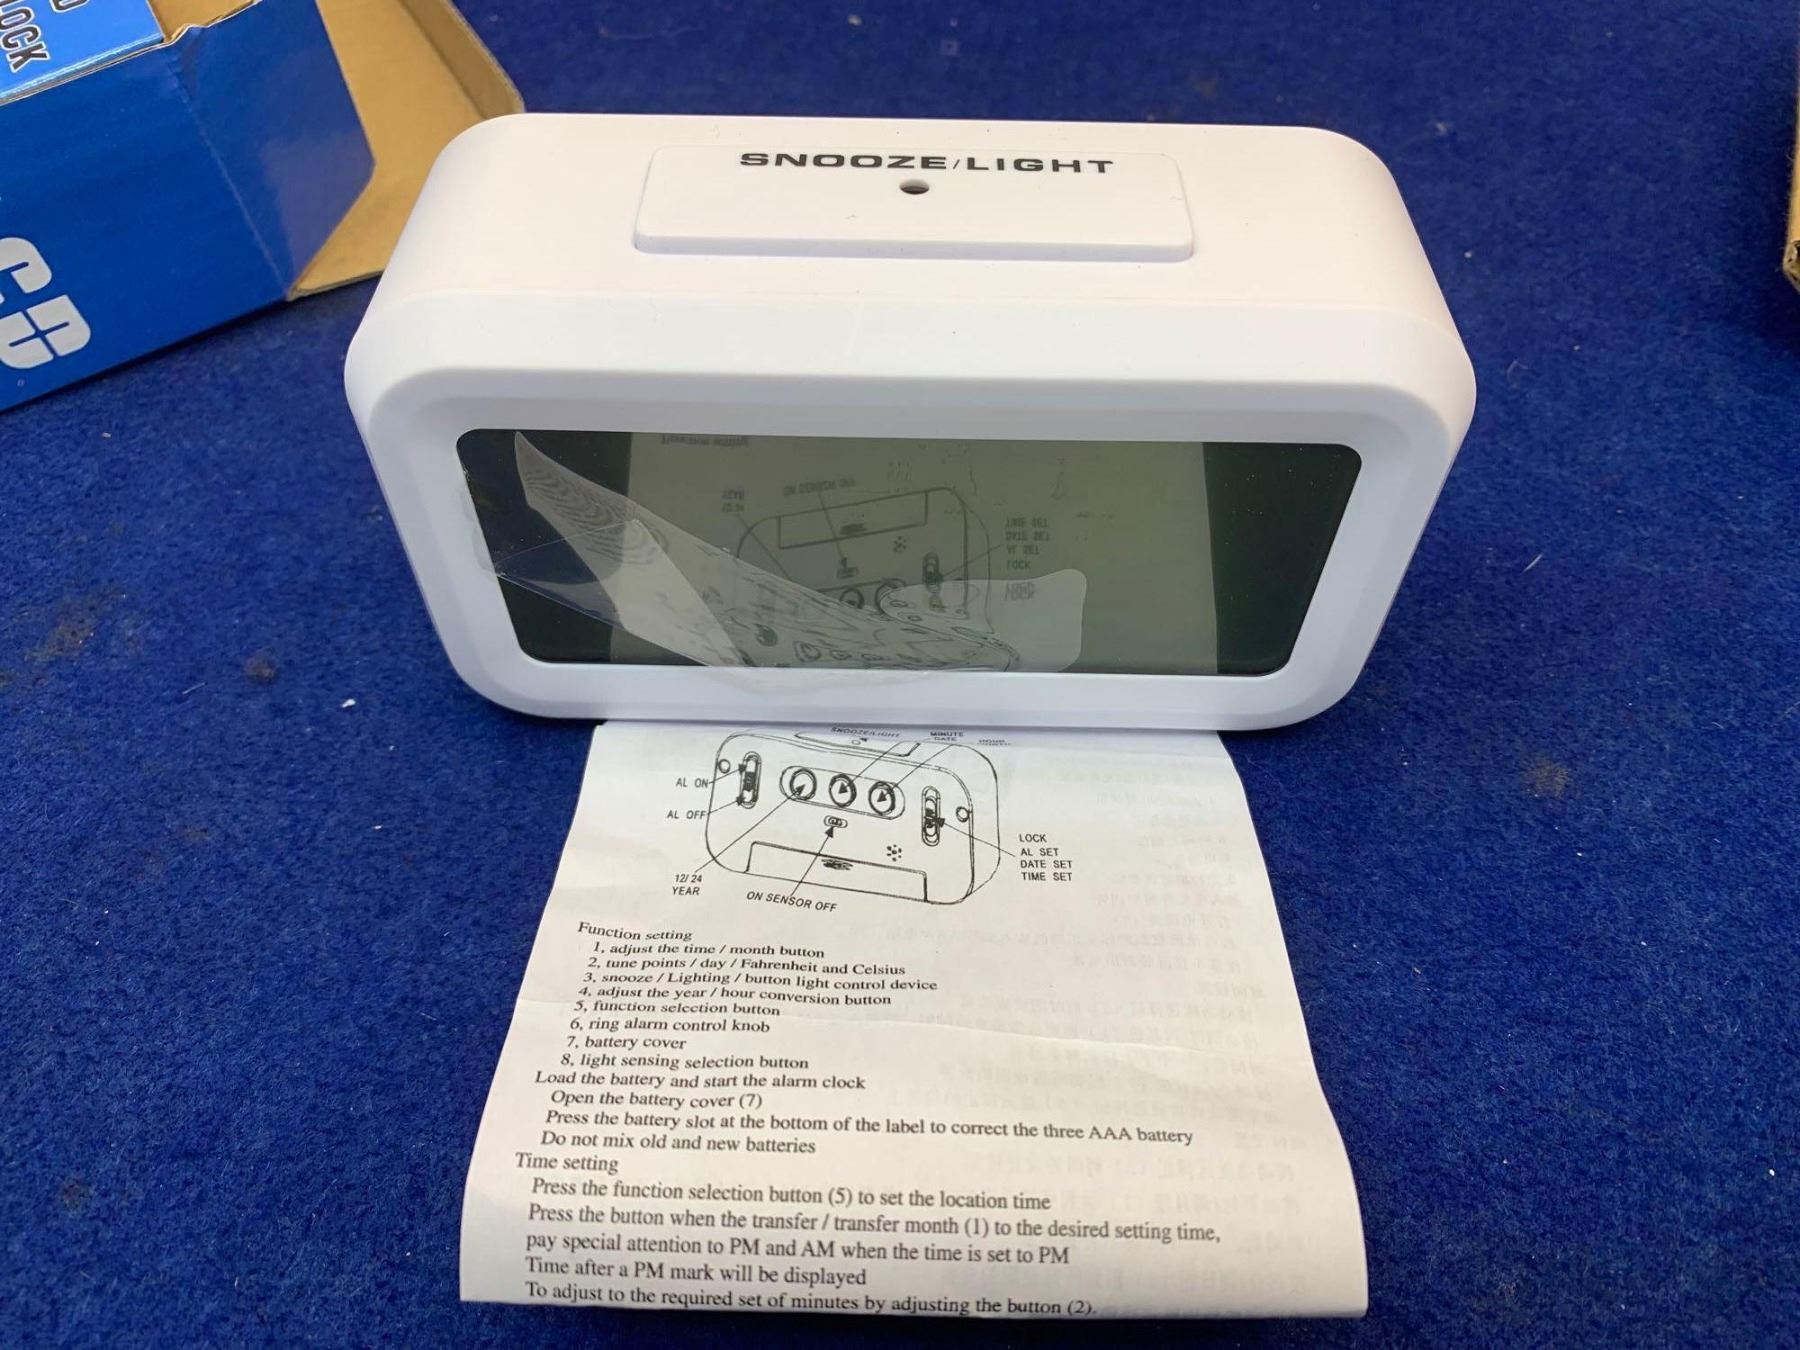 LOCK
SNOOZE/LIGHT
SNOOZE/LIGHT
MINUTE
DATE
HOUR
AL ON
AL OFF
LOCK
AL SET
DATE SET
TIME SET
12/ 24
YEAR
ON SENSOR OFF
Function setting
1, adjust the time / month button
2, tune points / day / Fahrenheit and Celsius
3, snooze / Lighting / button light control device
4, adjust the year / hour conversion button
5, function selection button
6, ring alarm control knob
7, battery cover
8, light sensing selection button
Load the battery and start the alarm clock
Open the battery cover (7)
Press the battery slot at the bottom of the label to correct the three AAA battery
Do not mix old and new batteries
Time setting
Press the function selection button (5) to set the location time
Press the button when the transfer / transfer month (1) to the desired setting time,
pay special attention to PM and AM when the time is set to PM
Time after a PM mark will be displayed
To adjust to the required set of minutes by adjusting the button (2).